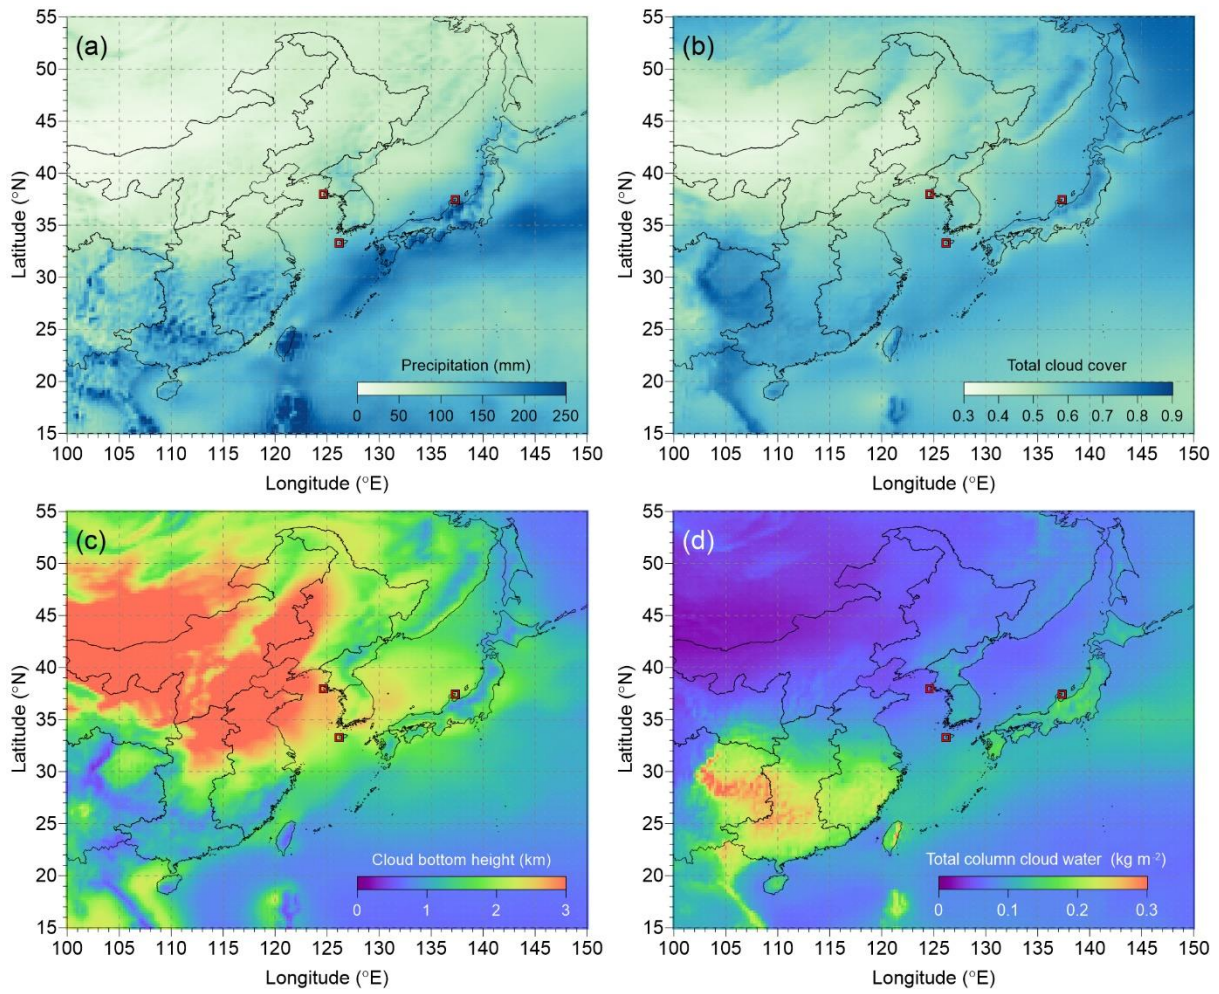 (a)
55
50
45
40
35
30
25
20
15
Latitude (°N)
Precipitation (mm)
0 50 100 150 200 250
100 105 110 115 120 125 130 135 140 145 150
Longitude (°E)
(b)
55
50
45
40
35
30
25
20
15
Latitude (°N)
Total cloud cover
0.3 0.4 0.5 0.6 0.7 0.8 0.9
100 105 110 115 120 125 130 135 140 145 150
Longitude (°E)
(c)
55
50
45
40
35
30
25
20
15
Latitude (°N)
Cloud bottom height (km)
0 1 2 3
100 105 110 115 120 125 130 135 140 145 150
Longitude (°E)
(d)
55
50
45
40
35
30
25
20
15
Latitude (°N)
Total column cloud water (kg m⁻²)
0 0.1 0.2 0.3
100 105 110 115 120 125 130 135 140 145 150
Longitude (°E)